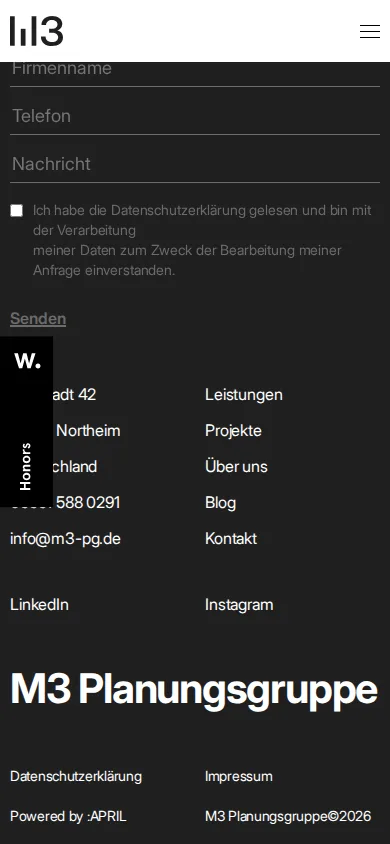 M3
Firmenname
Telefon
Nachricht
Ich habe die Datenschutzerklärung gelesen und bin mit
der Verarbeitung
meiner Daten zum Zweck der Bearbeitung meiner
Anfrage einverstanden.
Senden
W.
Honors
42
Northeim
588 0291
info@m3-pg.de
Leistungen
Projekte
Über uns
Blog
Kontakt
LinkedIn
Instagram
M3 Planungsgruppe
Datenschutzerklärung
Impressum
Powered by :APRIL
M3 Planungsgruppe©2026